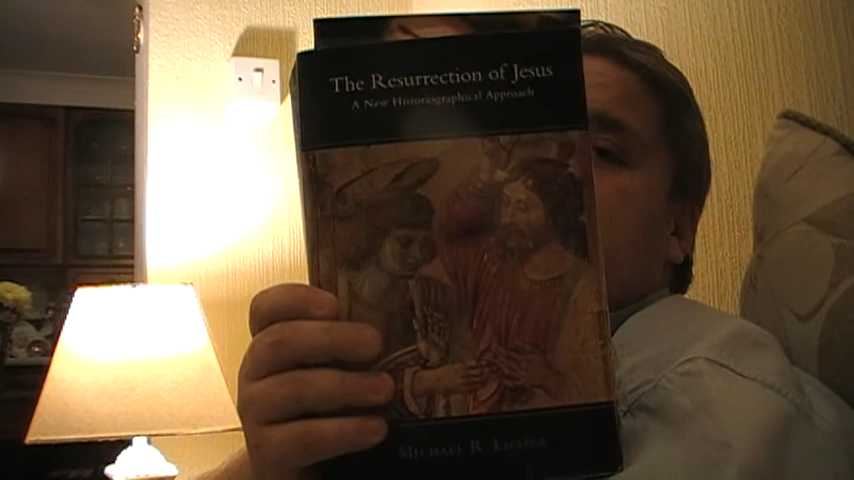 The Resurrection of Jesus
A New Historiographical Approach
Michael R. Licona